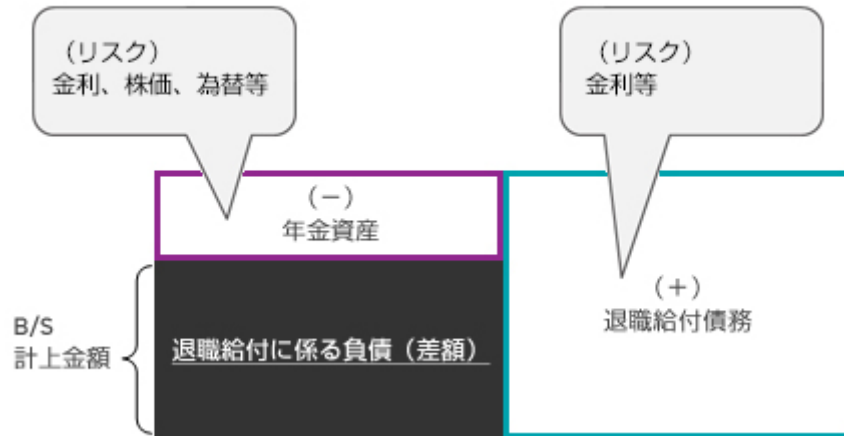 （リスク）
金利、株価、為替等
（リスク）
金利等
（－）
年金資産
（＋）
退職給付債務
B/S
計上金額
退職給付に係る負債（差額）